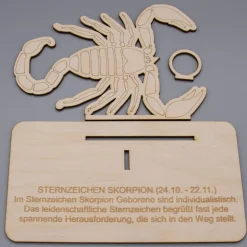 STERNZEICHEN SKORPION (24.10. - 22.11.)
Im Sternzeichen Skorpion Geborene sind individualistisch.
Das leidenschaftliche Sternzeichen begrüßt fast jede
spannende Herausforderung, die sich in den Weg stellt.